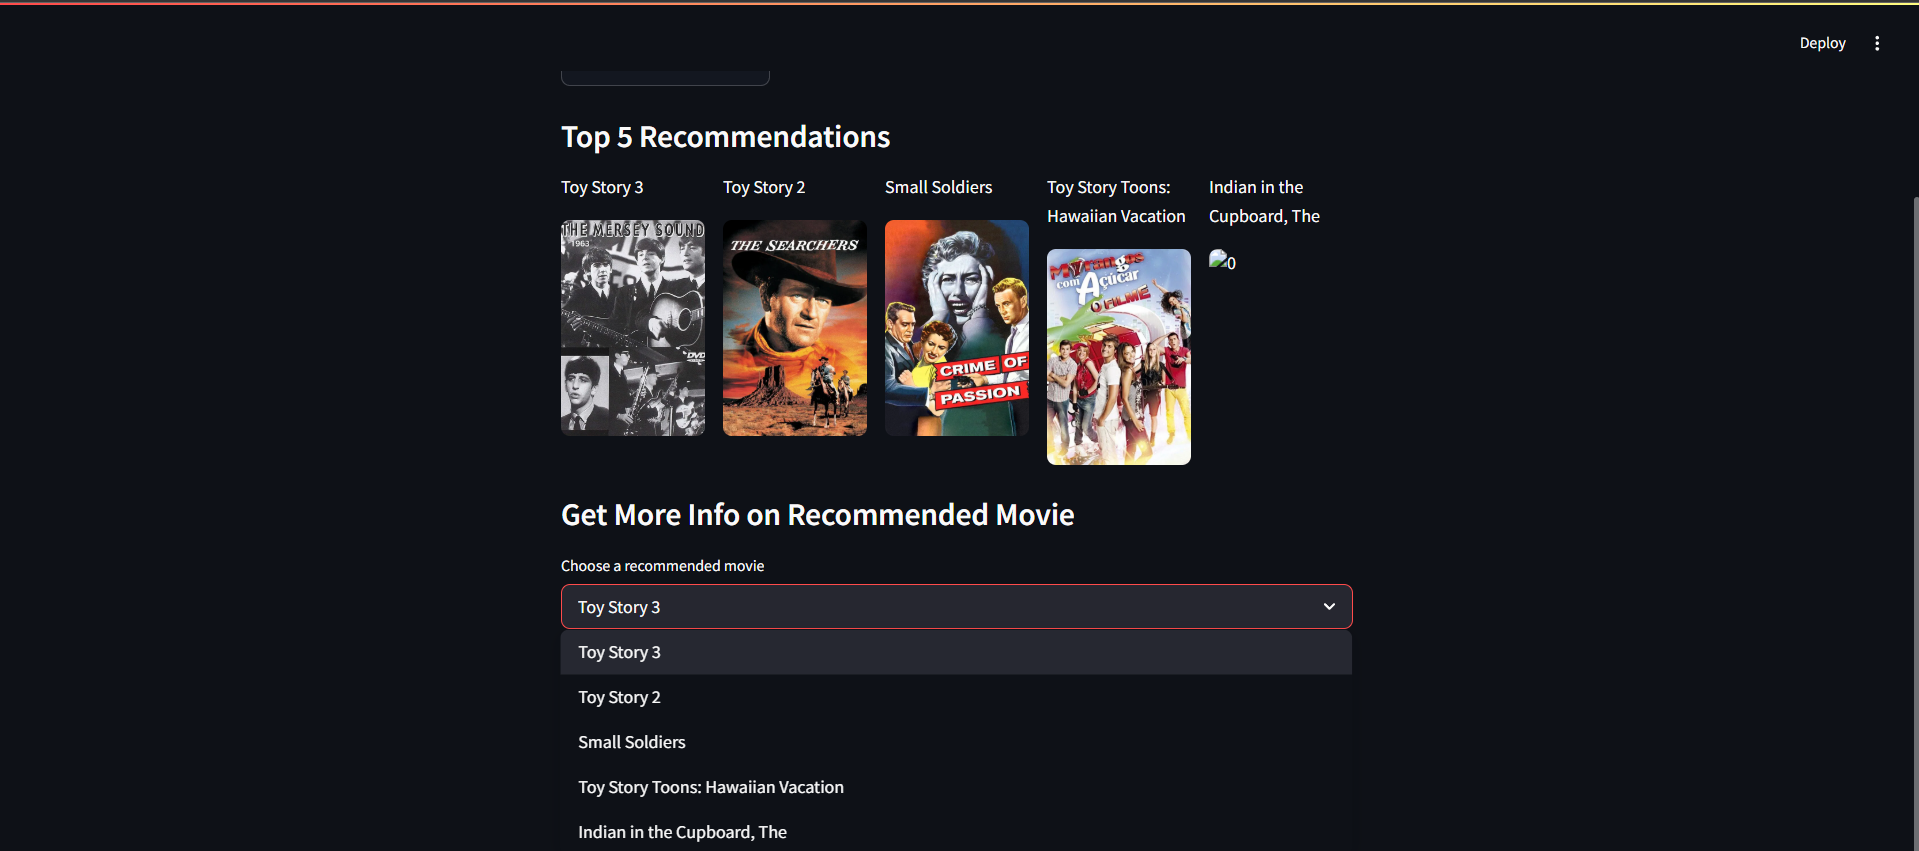 Deploy
Top 5 Recommendations
Toy Story 3
Toy Story 2
Small Soldiers
Toy Story Toons:
Hawaiian Vacation
Indian in the
Cupboard, The
THE MERSEY SOUND
1963
DVD
THE SEARCHERS
CRIME OF
PASSION
Morangos
com Açúcar
O FILME
0
Get More Info on Recommended Movie
Choose a recommended movie
Toy Story 3
Toy Story 3
Toy Story 2
Small Soldiers
Toy Story Toons: Hawaiian Vacation
Indian in the Cupboard, The